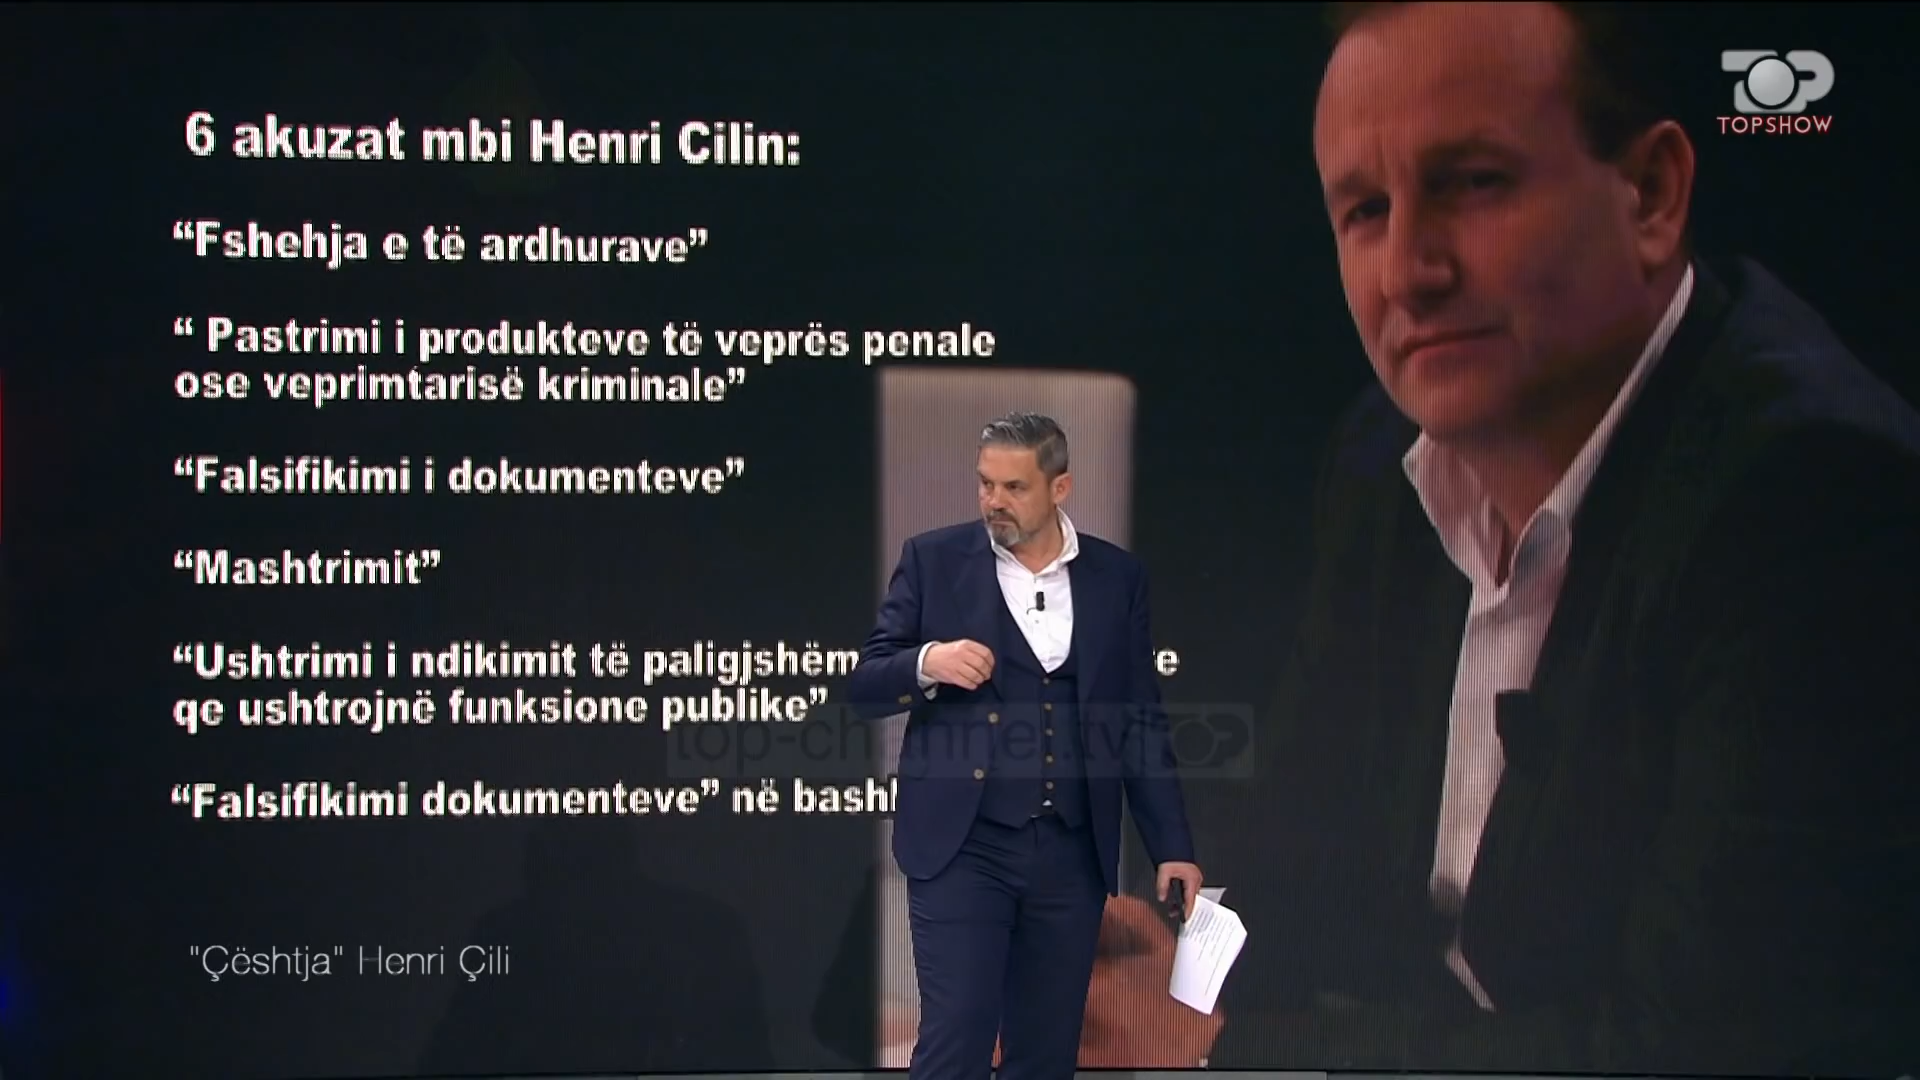 TOP
TOPSHOW
6 akuzat mbi Henri Cilin:
“Fshehja e të ardhurave”
“ Pastrimi i produkteve të veprës penale
ose veprimtarisë kriminale”
“Falsifikimi i dokumenteve”
“Mashtrimit”
“Ushtrimi i ndikimit të paligjshëm
qe ushtrojnë funksione publike”
top-channel.tv
“Falsifikimi dokumenteve” në
"Çështja" Henri Çili